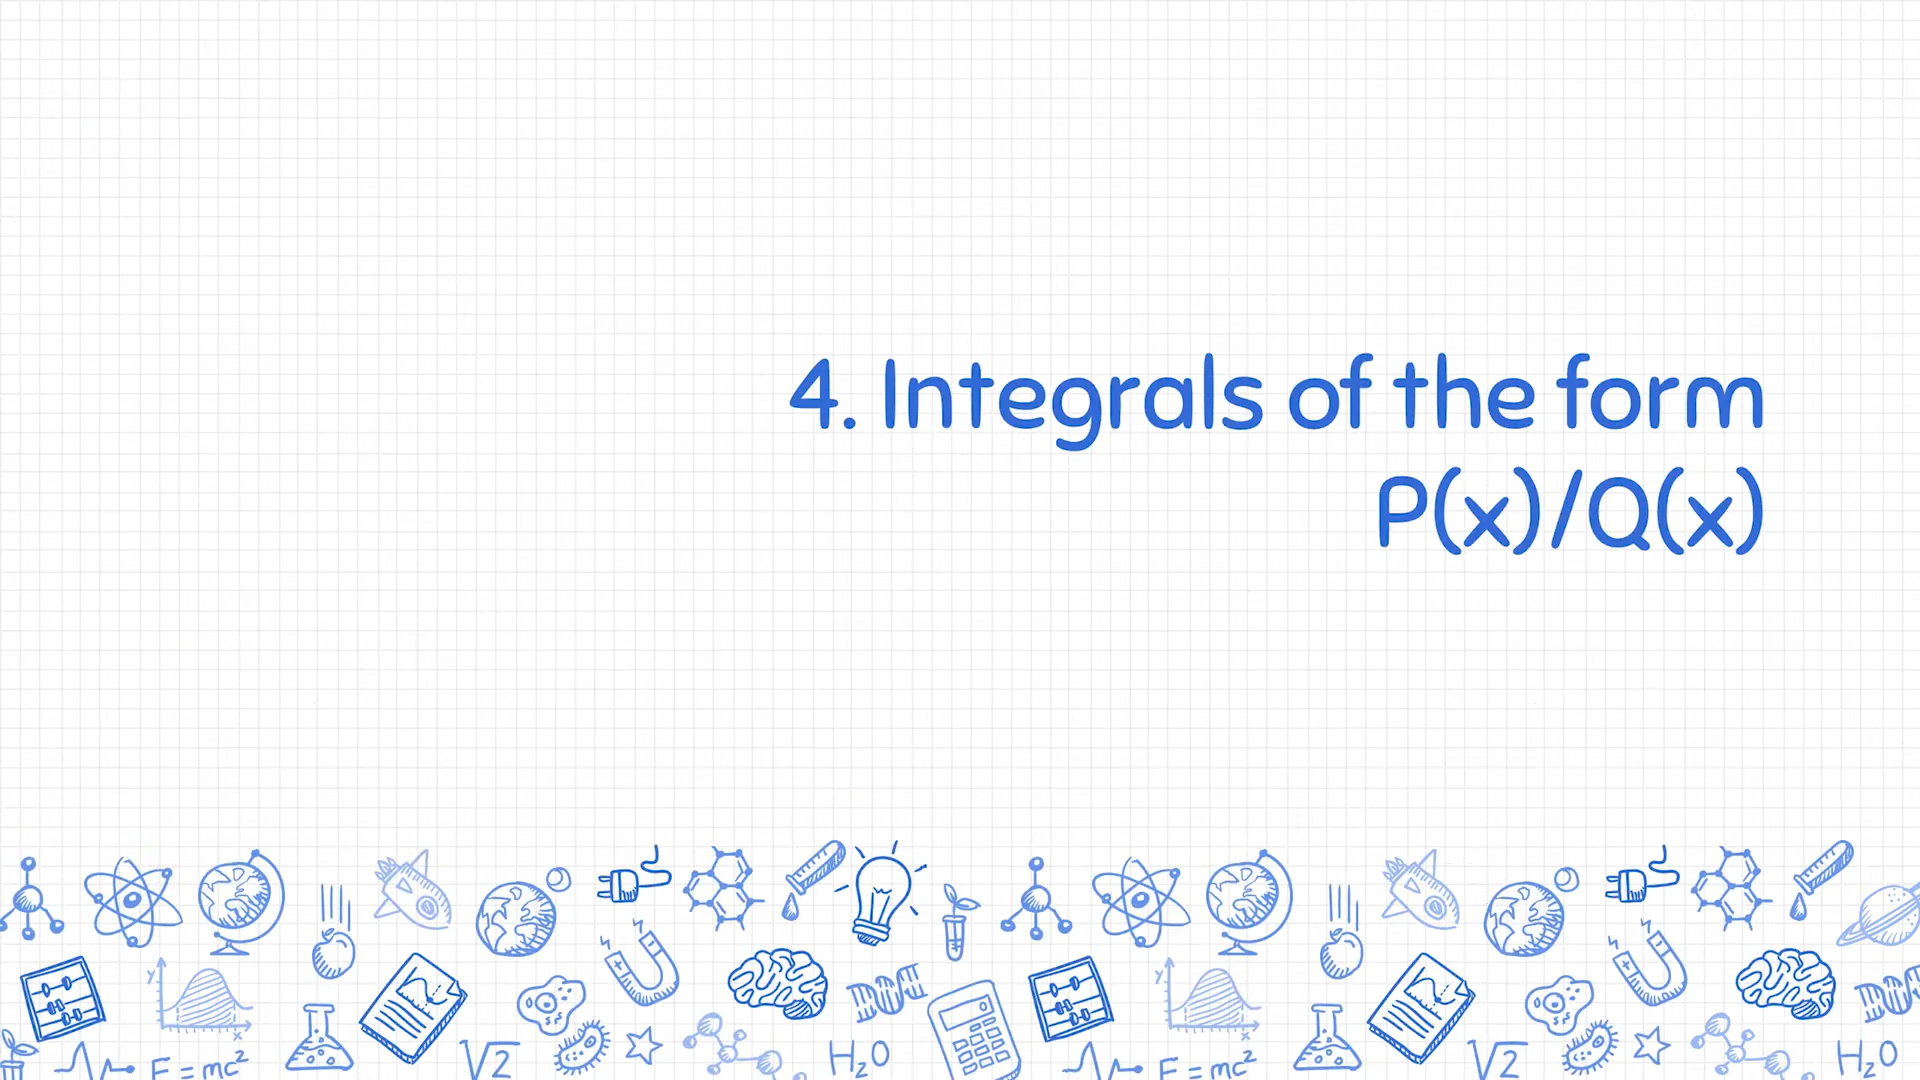 4. Integrals of the form
P(x)/Q(x)
y
x
F = mc²
√2
H₂O
y
x
F = mc²
√2
H₂O